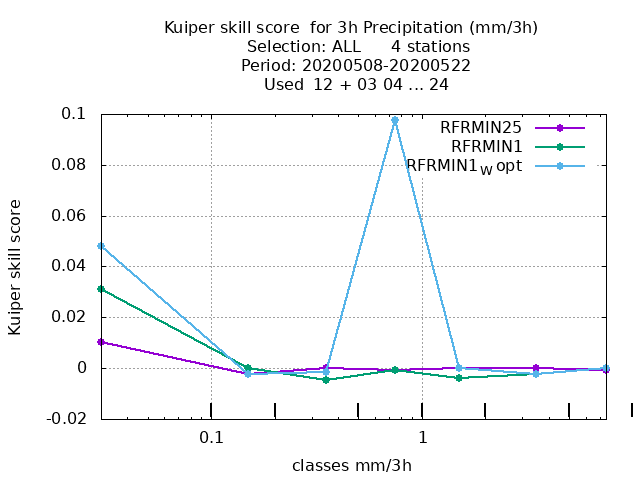 Kuiper skill score  for 3h Precipitation (mm/3h)
Selection: ALL      4 stations
Period: 20200508-20200522
Used  12 + 03 04 ... 24
0.1
0.08
0.06
0.04
0.02
0
-0.02
Kuiper skill score
RFRMIN25
RFRMIN1
RFRMIN1W opt
0.1
1
classes mm/3h